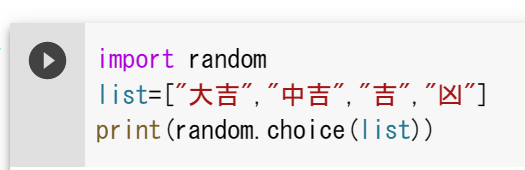 import random
list=["大吉","中吉","吉","凶"]
print(random.choice(list))